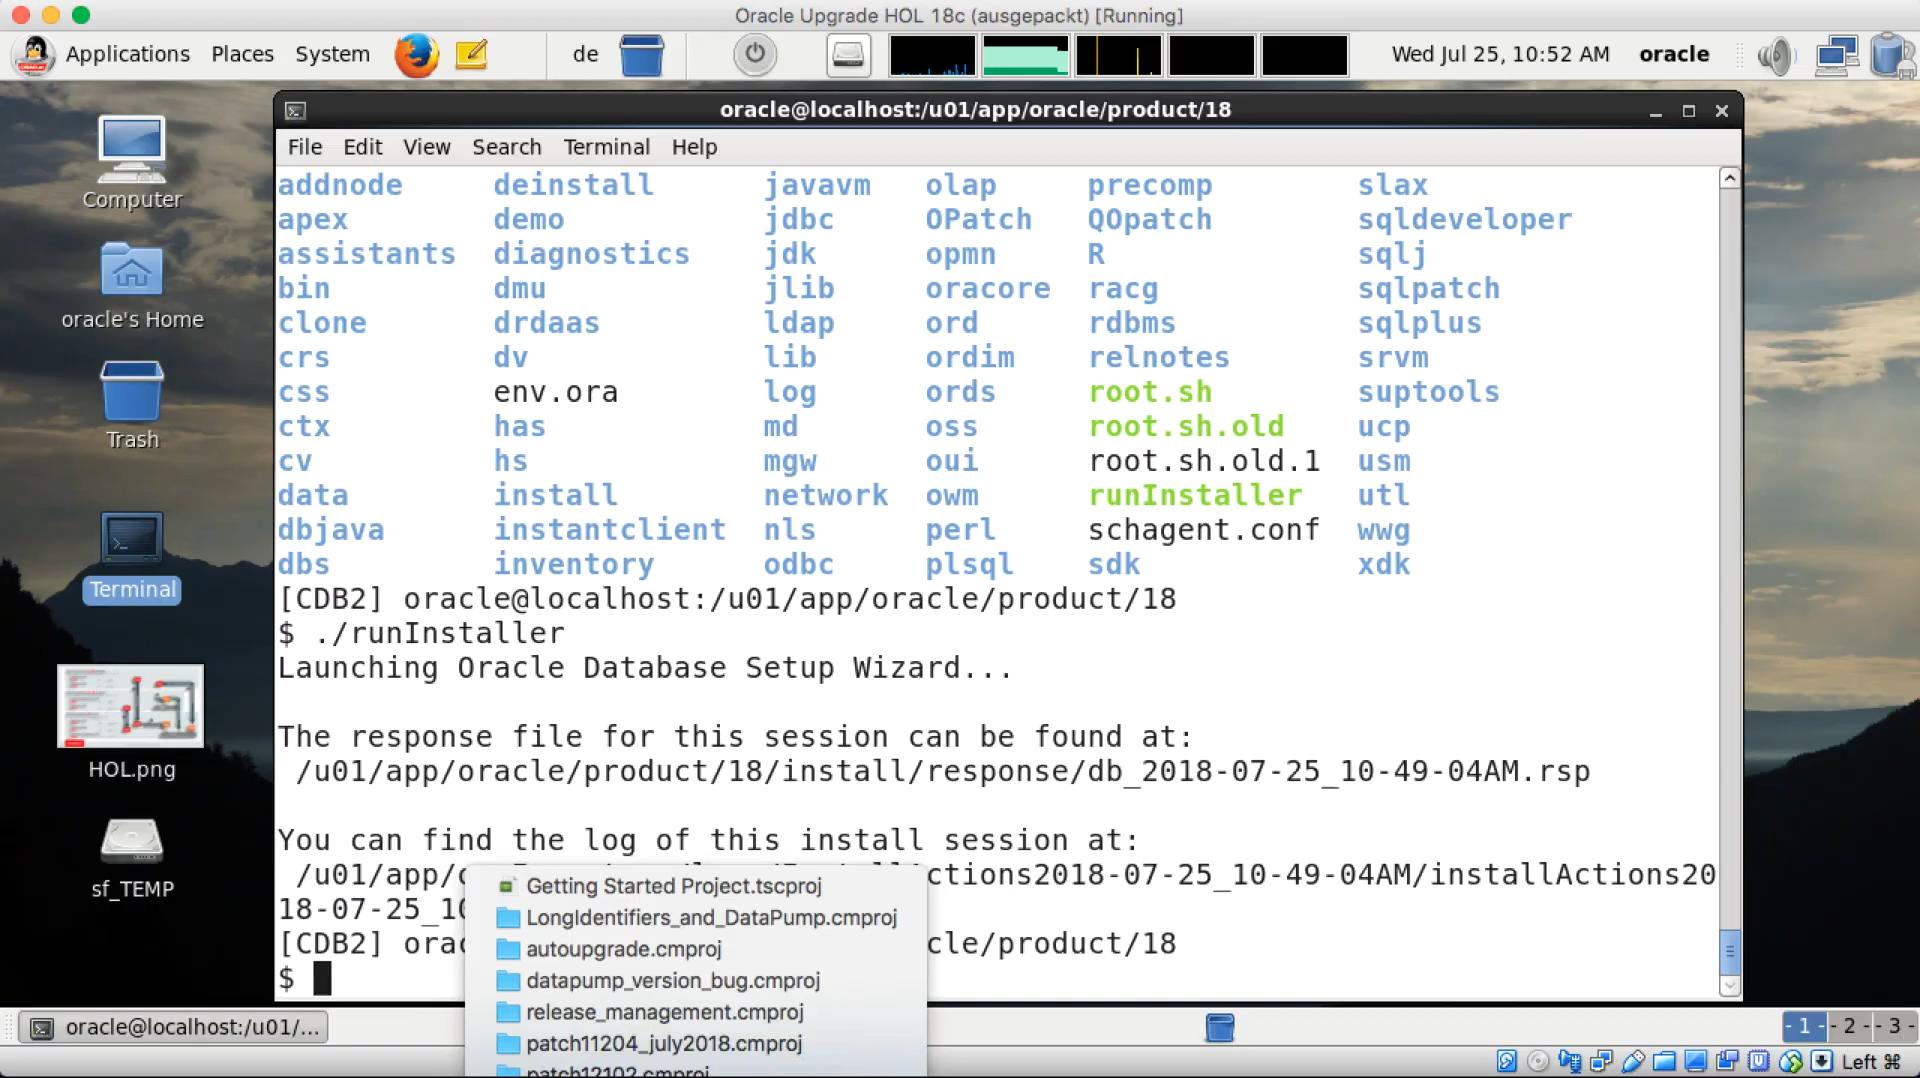 Oracle Upgrade HOL 18c (ausgepackt) [Running]
Applications Places System de Wed Jul 25, 10:52 AM oracle
oracle@localhost:/u01/app/oracle/product/18
File Edit View Search Terminal Help
addnode deinstall javavm olap precomp slax
apex demo jdbc OPatch QOpatch sqldeveloper
assistants diagnostics jdk opmn R sqlj
bin dmu jlib oracore racg sqlpatch
clone drdaas ldap ord rdbms sqlplus
crs dv lib ordim relnotes srvm
css env.ora log ords root.sh suptools
ctx has md oss root.sh.old ucp
cv hs mgw oui root.sh.old.1 usm
data install network owm runInstaller utl
dbjava instantclient nls perl schagent.conf wwg
dbs inventory odbc plsql sdk xdk
[CDB2] oracle@localhost:/u01/app/oracle/product/18
$ ./runInstaller
Launching Oracle Database Setup Wizard...
The response file for this session can be found at:
/u01/app/oracle/product/18/install/response/db_2018-07-25_10-49-04AM.rsp
You can find the log of this install session at:
/u01/app/ ctions2018-07-25_10-49-04AM/installActions20
18-07-25_10
[CDB2] orac cle/product/18
$
Getting Started Project.tscproj
LongIdentifiers_and_DataPump.cmproj
autoupgrade.cmproj
datapump_version_bug.cmproj
release_management.cmproj
patch11204_july2018.cmproj
patch12102.cmproj
Computer
oracle's Home
Trash
Terminal
HOL.png
sf_TEMP
oracle@localhost:/u01/...
- 1 - - 2 - - 3 -
Left ⌘